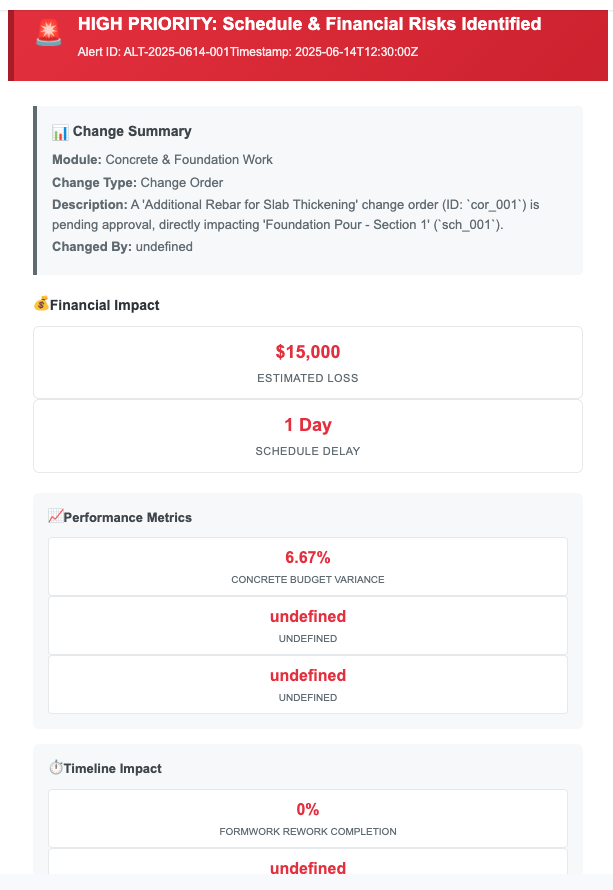 HIGH PRIORITY: Schedule & Financial Risks Identified
Alert ID: ALT-2025-0614-001Timestamp: 2025-06-14T12:30:00Z
Change Summary
Module: Concrete & Foundation Work
Change Type: Change Order
Description: A 'Additional Rebar for Slab Thickening' change order (ID: `cor_001`) is
pending approval, directly impacting 'Foundation Pour - Section 1' (`sch_001`).
Changed By: undefined
Financial Impact
$15,000
ESTIMATED LOSS
1 Day
SCHEDULE DELAY
Performance Metrics
6.67%
CONCRETE BUDGET VARIANCE
undefined
UNDEFINED
undefined
UNDEFINED
Timeline Impact
0%
FORMWORK REWORK COMPLETION
undefined